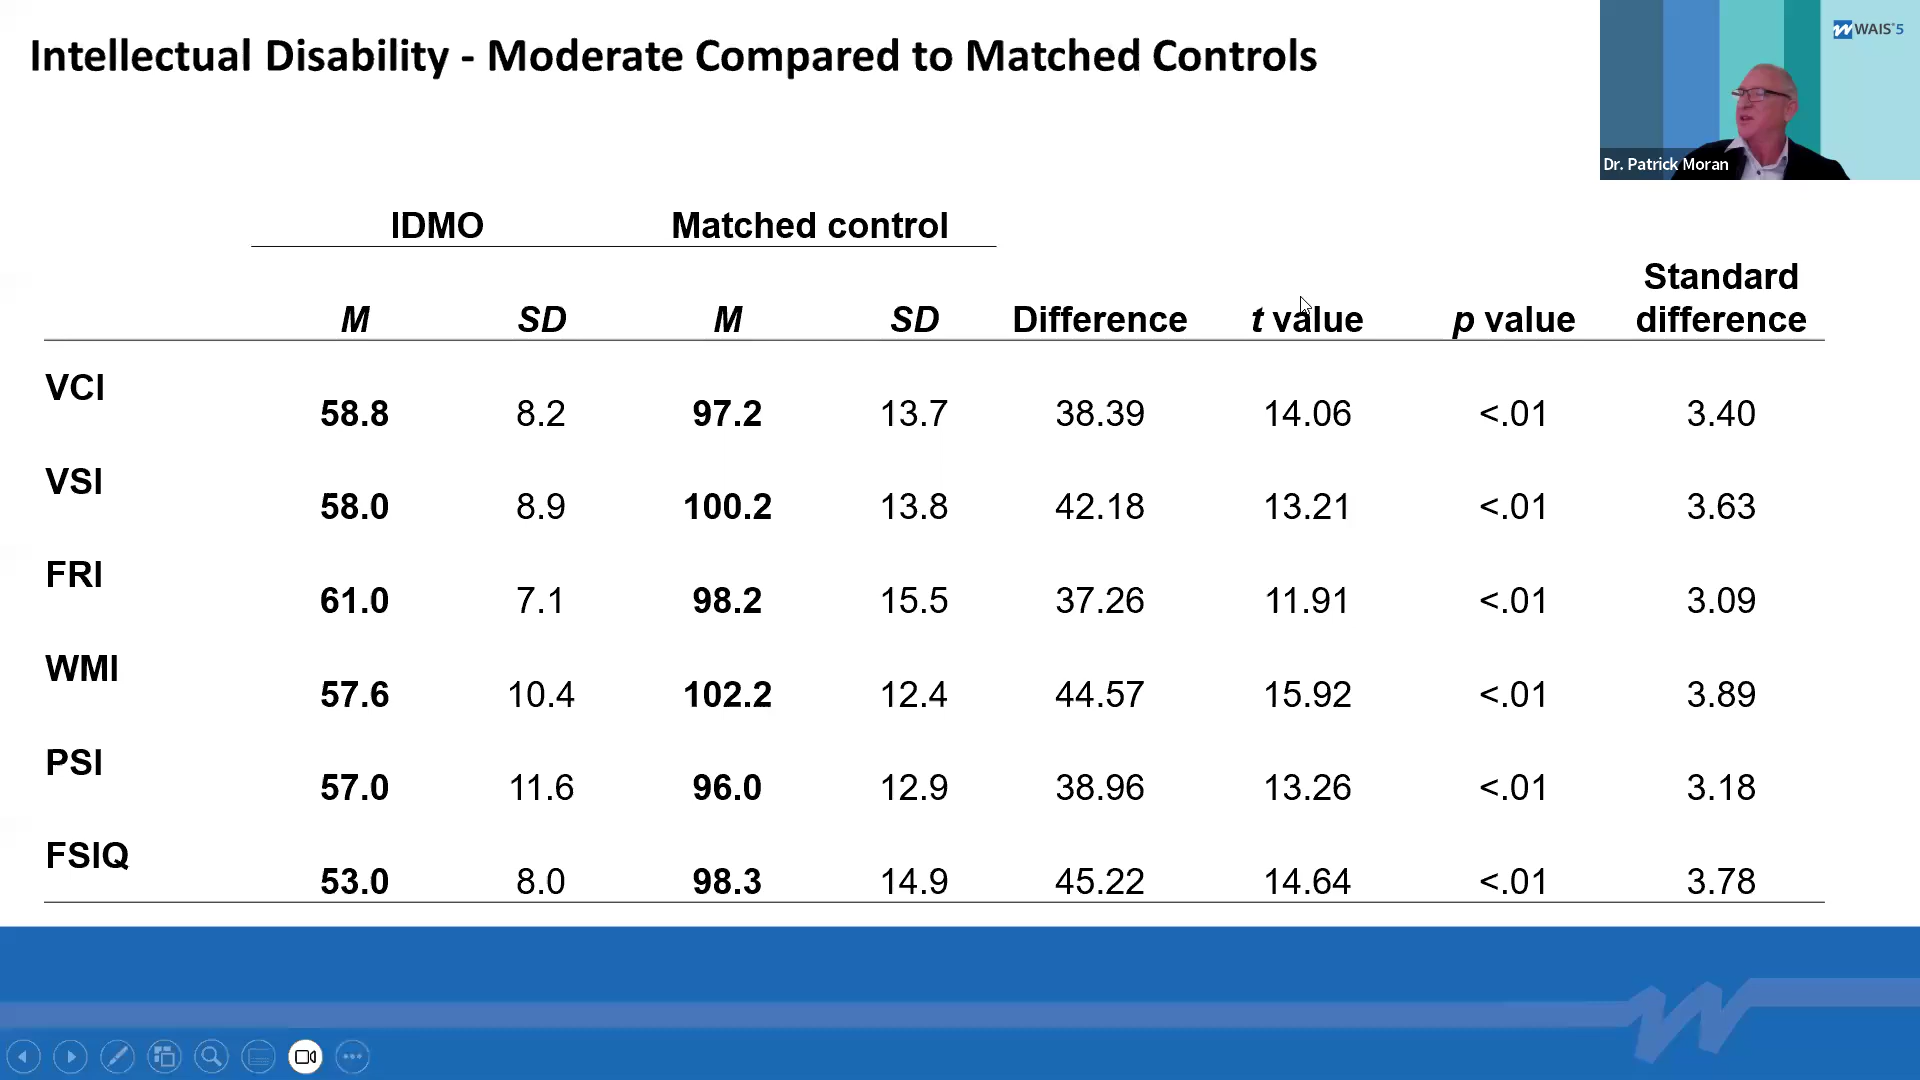 Intellectual Disability - Moderate Compared to Matched Controls
WAIS®5
Dr. Patrick Moran
IDMO Matched control
M SD M SD Difference t value p value Standard difference
VCI 58.8 8.2 97.2 13.7 38.39 14.06 <.01 3.40
VSI 58.0 8.9 100.2 13.8 42.18 13.21 <.01 3.63
FRI 61.0 7.1 98.2 15.5 37.26 11.91 <.01 3.09
WMI 57.6 10.4 102.2 12.4 44.57 15.92 <.01 3.89
PSI 57.0 11.6 96.0 12.9 38.96 13.26 <.01 3.18
FSIQ 53.0 8.0 98.3 14.9 45.22 14.64 <.01 3.78